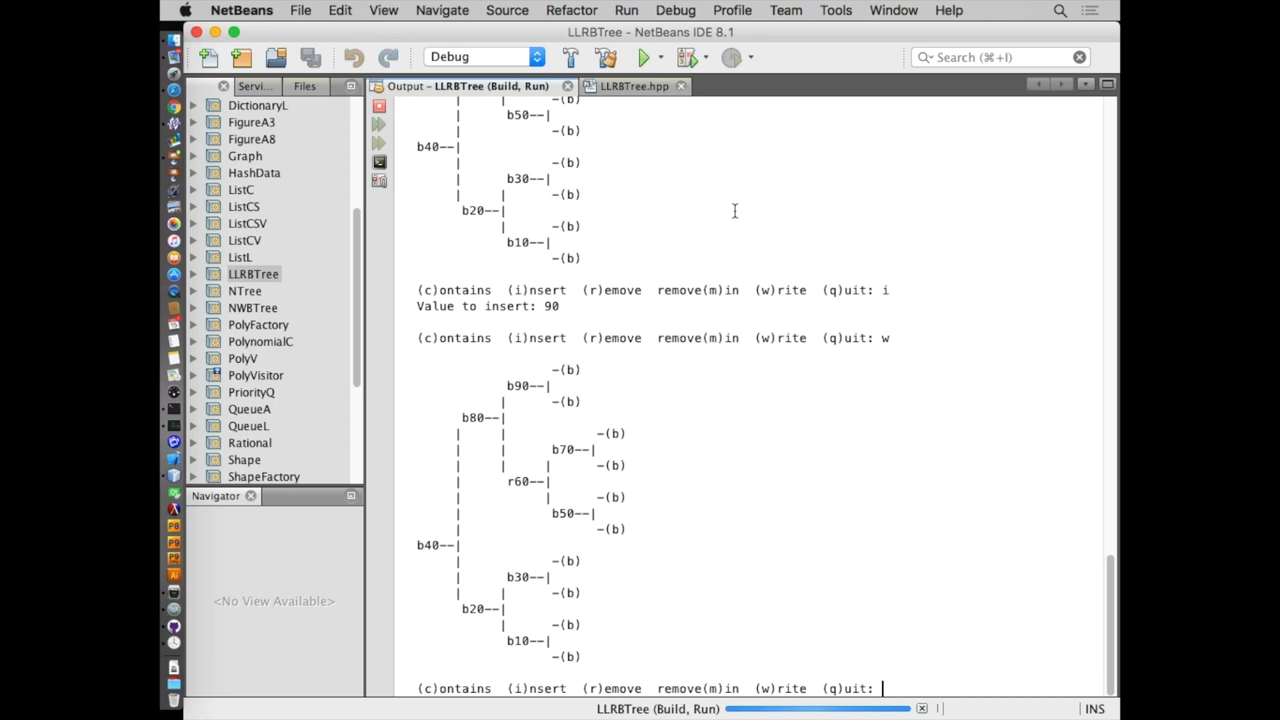 NetBeans File Edit View Navigate Source Refactor Run Debug Profile Team Tools Window Help
LLRBTree - NetBeans IDE 8.1
Debug
Search (⌘+I)
Servi...
Files
Output - LLRBTree (Build, Run)
LLRBTree.hpp
DictionaryL
FigureA3
FigureA8
Graph
HashData
ListC
ListCS
ListCSV
ListCV
ListL
LLRBTree
NTree
NWBTree
PolyFactory
PolynomialC
PolyV
PolyVisitor
PriorityQ
QueueA
QueueL
Rational
Shape
ShapeFactory
Navigator
<No View Available>
-(b)
b50--|
-(b)
b40--|
-(b)
b30--|
-(b)
b20--|
-(b)
b10--|
-(b)
(c)ontains (i)nsert (r)emove remove(m)in (w)rite (q)uit: i
Value to insert: 90
(c)ontains (i)nsert (r)emove remove(m)in (w)rite (q)uit: w
-(b)
b90--|
-(b)
b80--|
-(b)
b70--|
-(b)
r60--|
-(b)
b50--|
-(b)
b40--|
-(b)
b30--|
-(b)
b20--|
-(b)
b10--|
-(b)
(c)ontains (i)nsert (r)emove remove(m)in (w)rite (q)uit:
LLRBTree (Build, Run)
INS